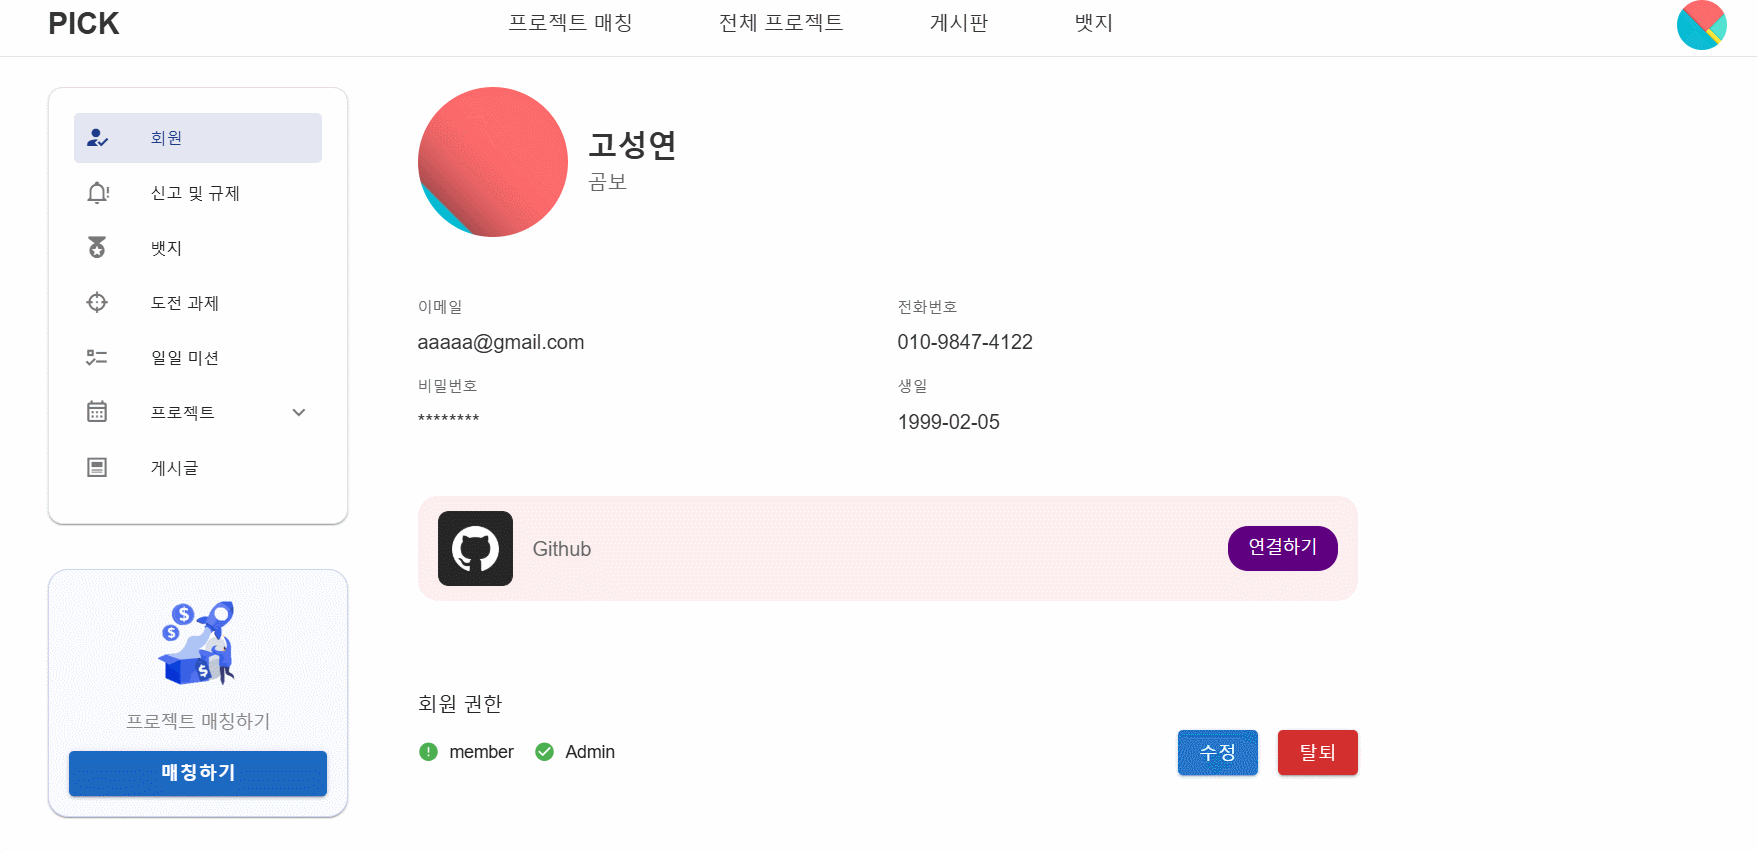 PICK
프로젝트 매칭
전체 프로젝트
게시판
뱃지
회원
신고 및 규제
뱃지
도전 과제
일일 미션
프로젝트
게시글
프로젝트 매칭하기
매칭하기
고성연
곰보
이메일
aaaaa@gmail.com
전화번호
010-9847-4122
비밀번호
********
생일
1999-02-05
Github
연결하기
회원 권한
member
Admin
수정
탈퇴